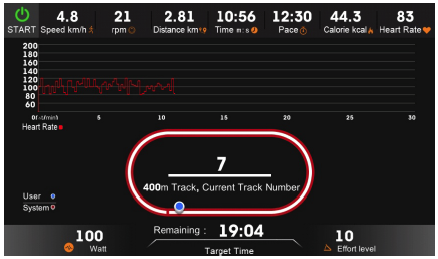 4.8 21 2.81 10:56 12:30 44.3 83
START Speed km/h rpm Distance km Time m:s Pace Calorie kcal Heart Rate
200
180
160
140
120
100
80
60
0(r-t/min) 5 10 15 20 25 30
Heart Rate
7
400m Track, Current Track Number
User
System
100
Watt
Remaining : 19:04
Target Time
10
Effort level